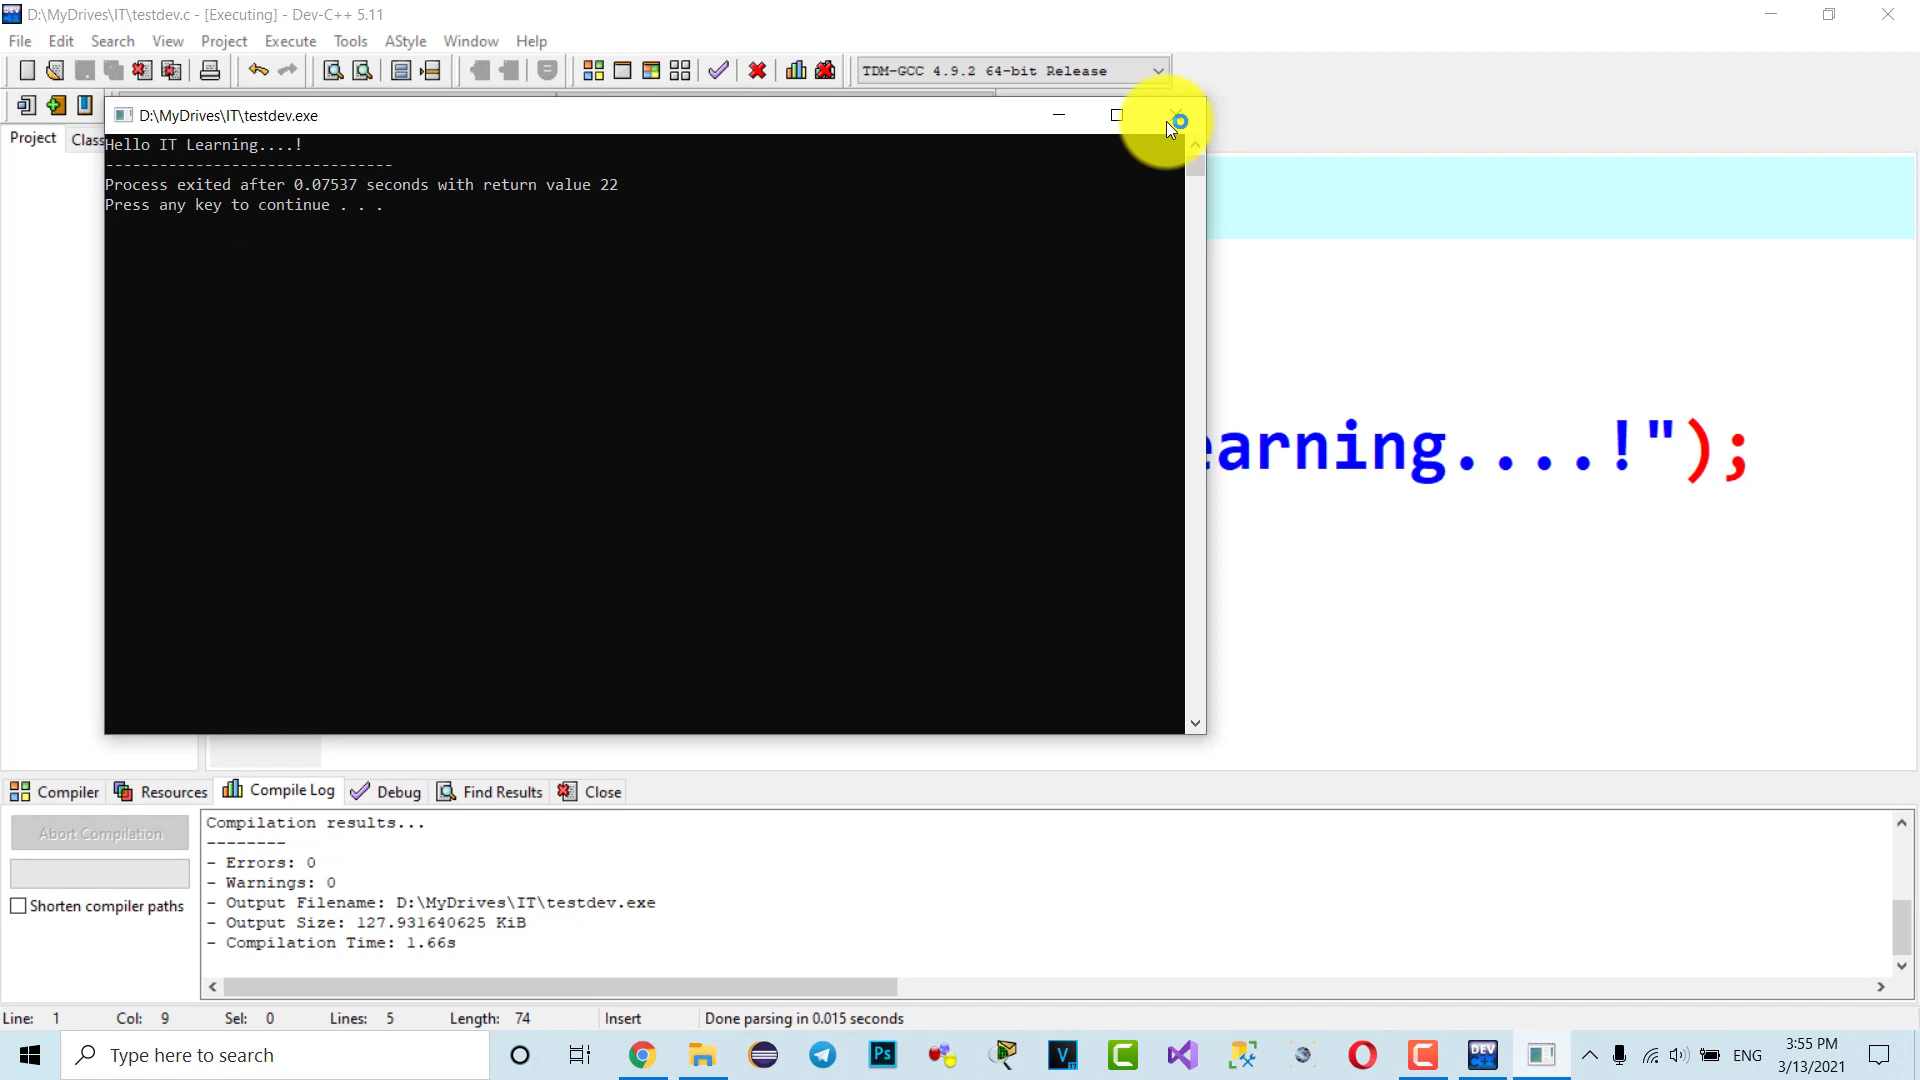 D:\MyDrives\IT\testdev.c - [Executing] - Dev-C++ 5.11
File Edit Search View Project Execute Tools AStyle Window Help
TDM-GCC 4.9.2 64-bit Release
D:\MyDrives\IT\testdev.exe
Project Class
Hello IT Learning....!
--------------------------------
Process exited after 0.07537 seconds with return value 22
Press any key to continue . . .
earning....!");
Compiler Resources Compile Log Debug Find Results Close
Abort Compilation
Shorten compiler paths
Compilation results...
--------
- Errors: 0
- Warnings: 0
- Output Filename: D:\MyDrives\IT\testdev.exe
- Output Size: 127.931640625 KiB
- Compilation Time: 1.66s
Line: 1 Col: 9 Sel: 0 Lines: 5 Length: 74 Insert Done parsing in 0.015 seconds
Type here to search
Ps
V
17
DEV
C++
ENG
3:55 PM
3/13/2021